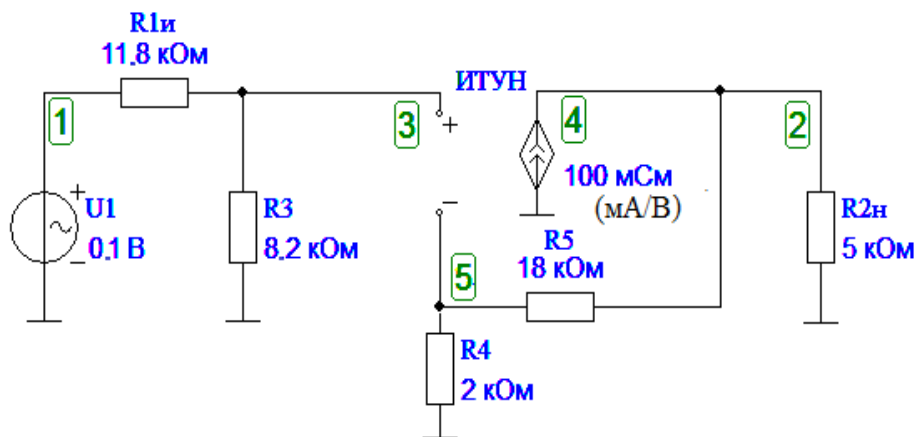 R1и
11.8 кОм
ИТУН
1
3
+
4
2
+
U1
0.1 В
−
R3
8.2 кОм
−
100 мСм
(мА/В)
R2н
5 кОм
R5
18 кОм
5
R4
2 кОм